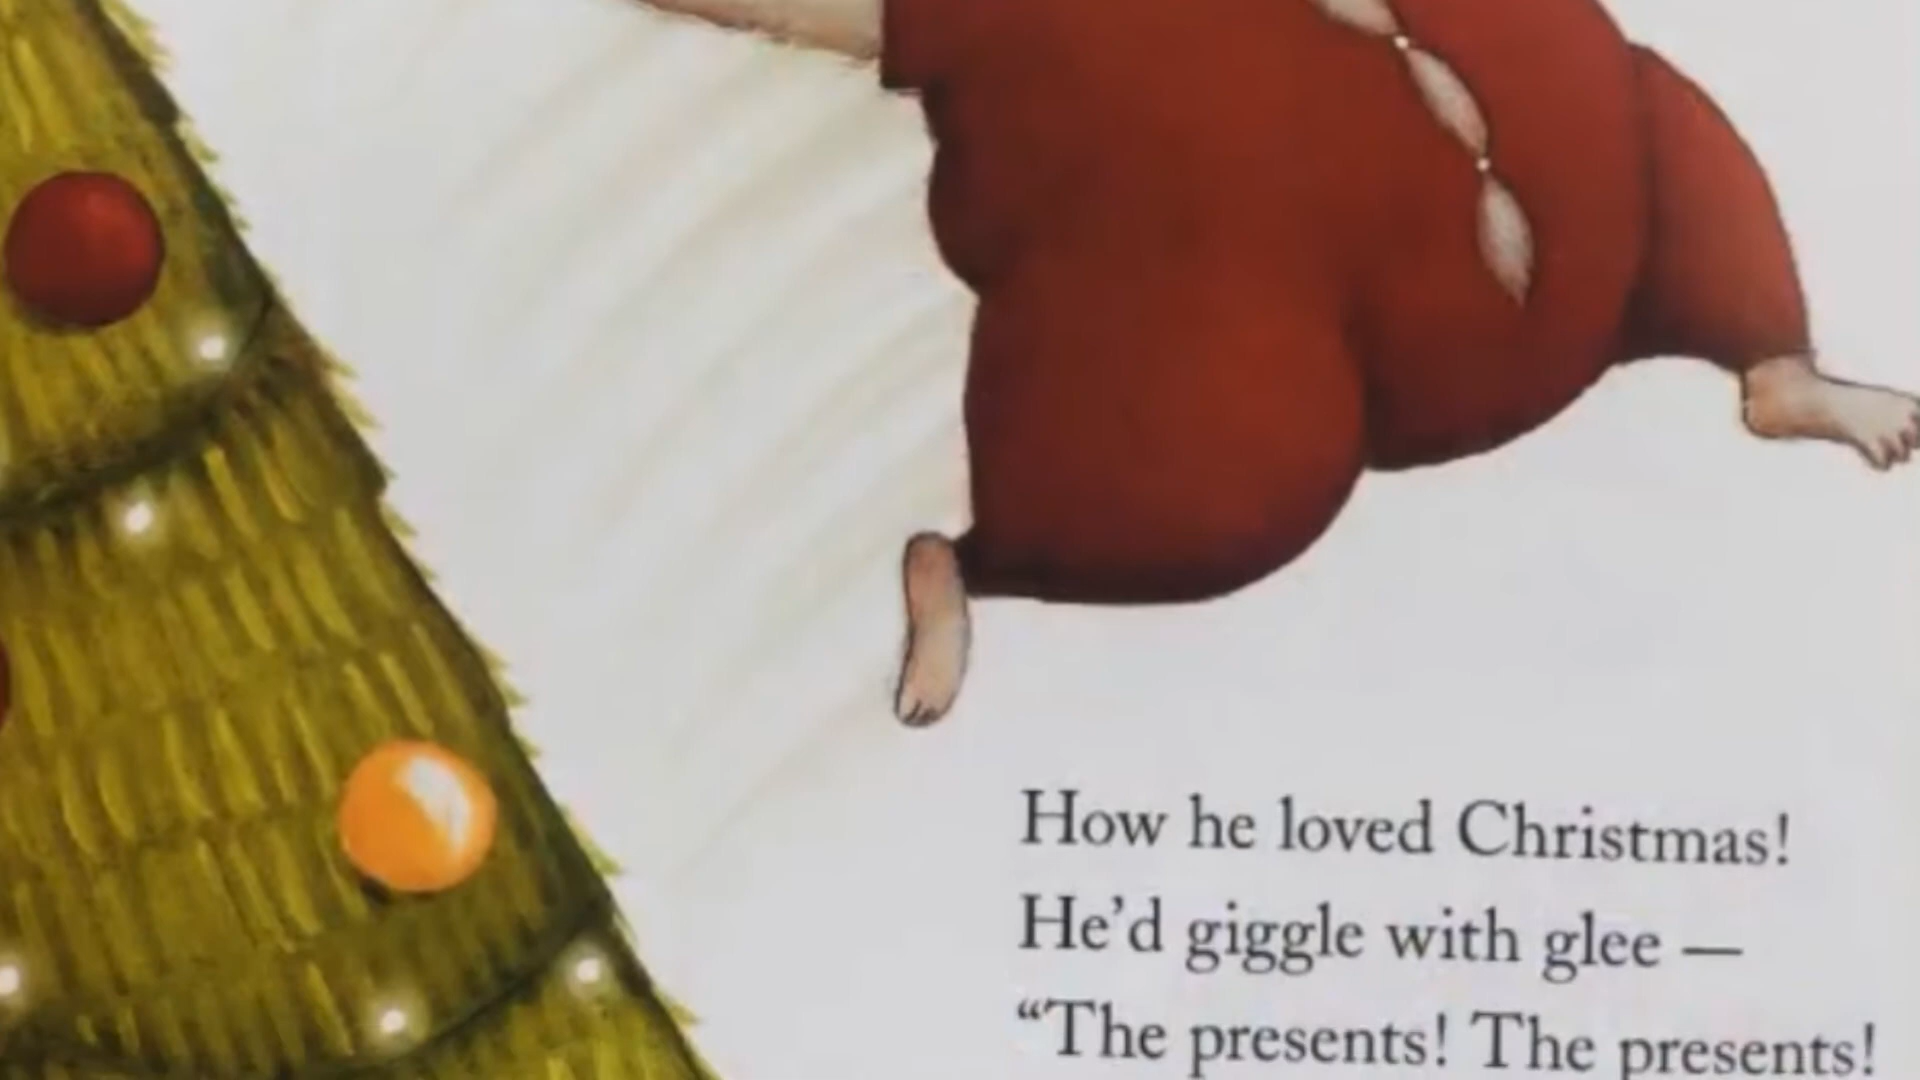 How he loved Christmas!
He'd giggle with glee —
“The presents! The presents!